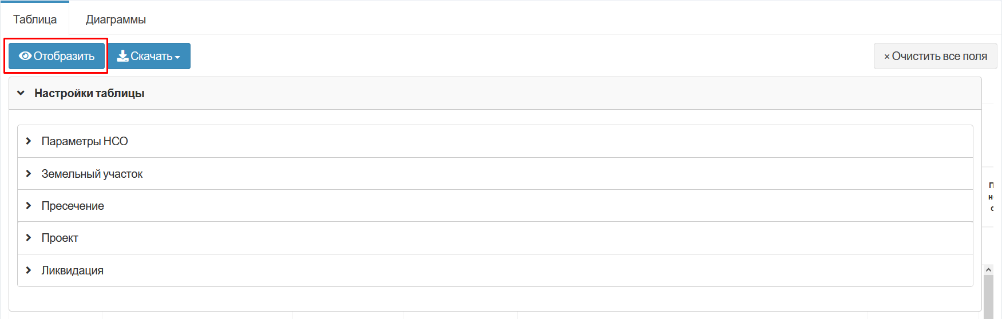 Таблица Диаграммы
Отобразить Скачать × Очистить все поля
Настройки таблицы
Параметры НСО
Земельный участок
Пресечение
Проект
Ликвидация